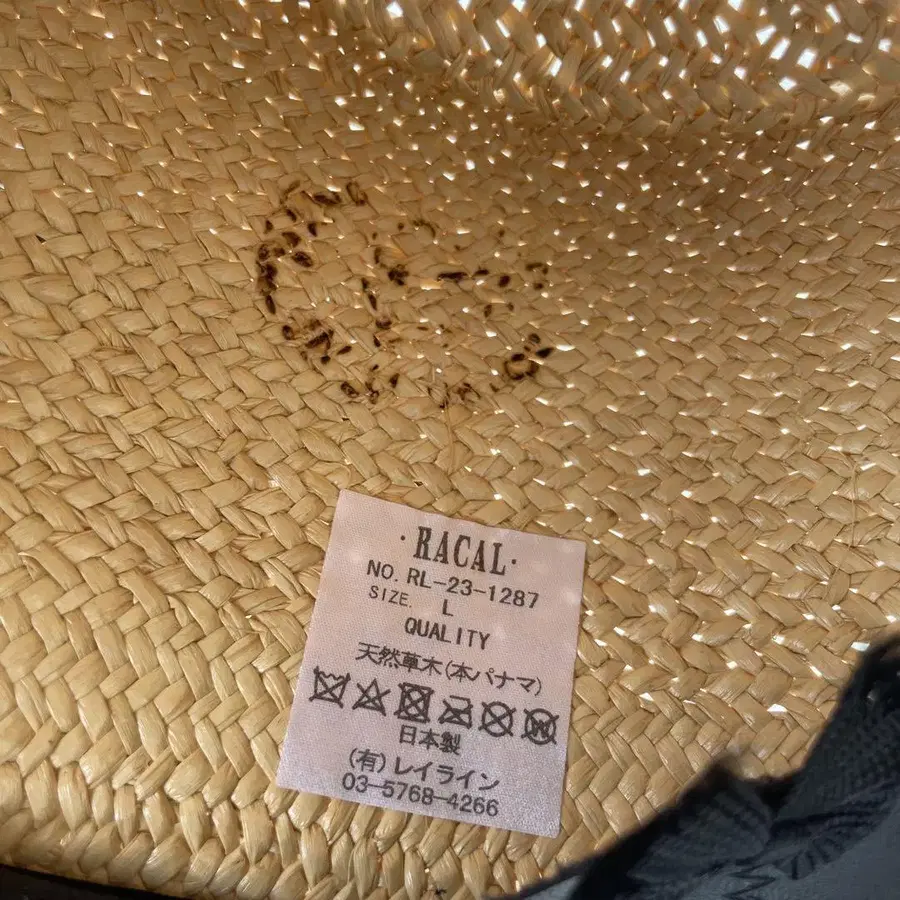 ·RACAL·
NO. RL-23-1287
SIZE. L
QUALITY
天然草木(本パナマ)
日本製
(有)レイライン
03-5768-4266